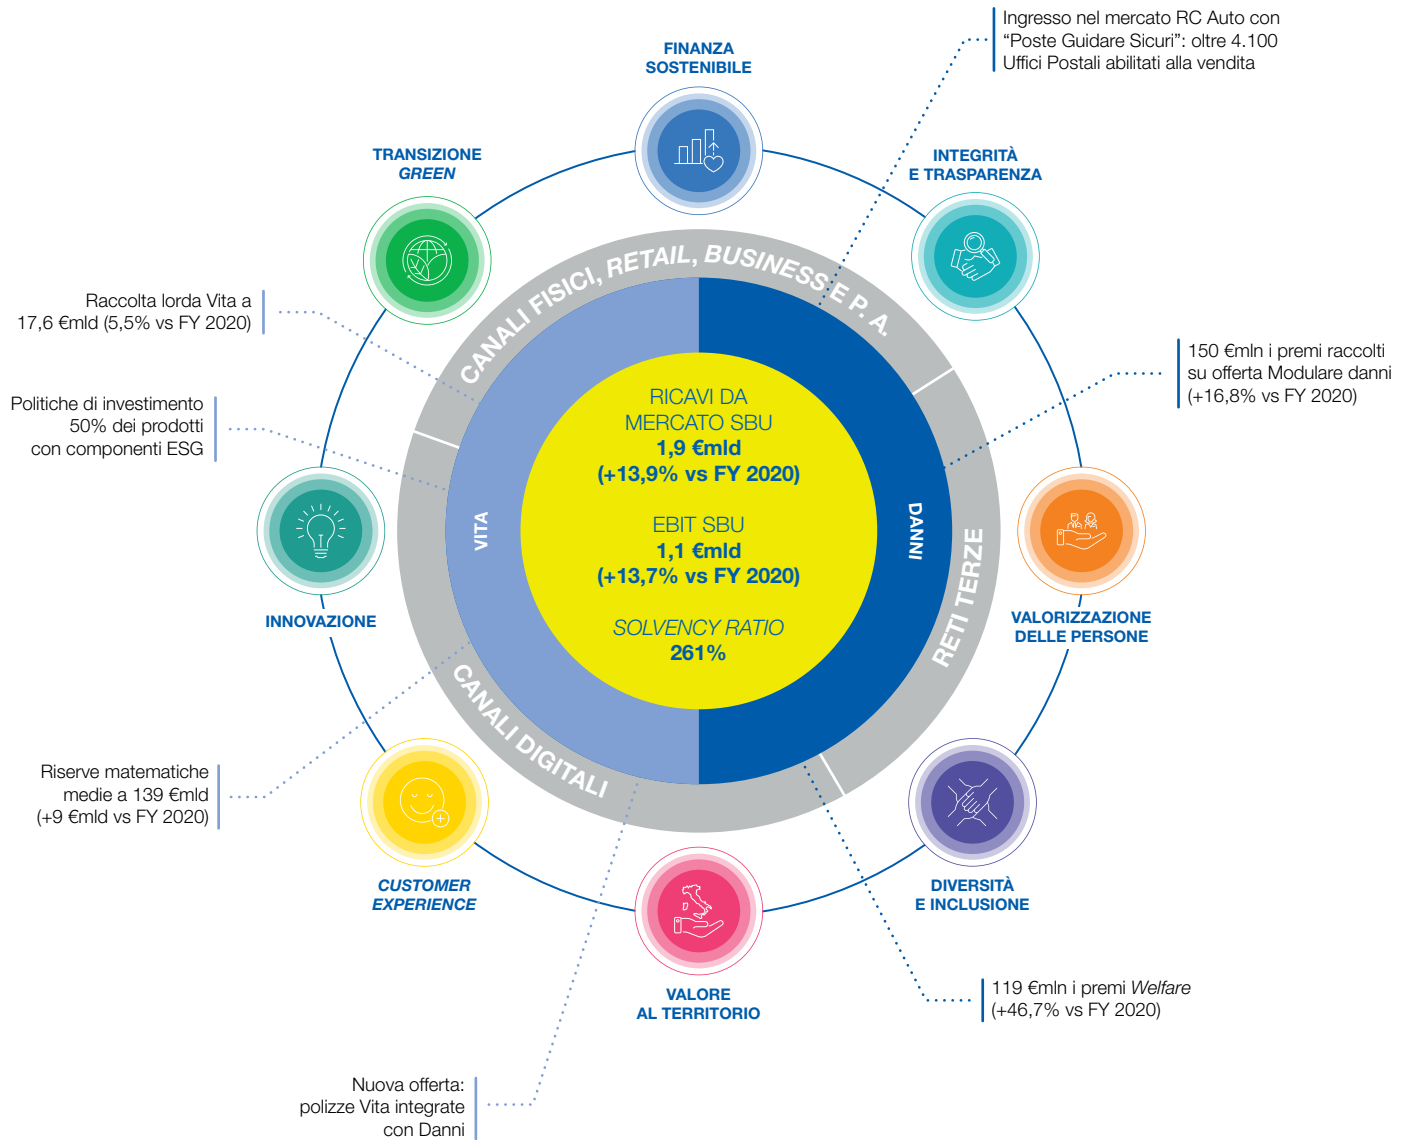 Ingresso nel mercato RC Auto con
“Poste Guidare Sicuri”: oltre 4.100
Uffici Postali abilitati alla vendita
FINANZA
SOSTENIBILE
TRANSIZIONE
GREEN
INTEGRITÀ
E TRASPARENZA
CANALI FISICI, RETAIL, BUSINESS E P. A.
Raccolta lorda Vita a
17,6 €mld (5,5% vs FY 2020)
150 €mln i premi raccolti
su offerta Modulare danni
(+16,8% vs FY 2020)
Politiche di investimento
50% dei prodotti
con componenti ESG
RICAVI DA
MERCATO SBU
1,9 €mld
(+13,9% vs FY 2020)
EBIT SBU
1,1 €mld
(+13,7% vs FY 2020)
SOLVENCY RATIO
261%
VITA
DANNI
RETI TERZE
INNOVAZIONE
VALORIZZAZIONE
DELLE PERSONE
CANALI DIGITALI
Riserve matematiche
medie a 139 €mld
(+9 €mld vs FY 2020)
CUSTOMER
EXPERIENCE
DIVERSITÀ
E INCLUSIONE
VALORE
AL TERRITORIO
119 €mln i premi Welfare
(+46,7% vs FY 2020)
Nuova offerta:
polizze Vita integrate
con Danni